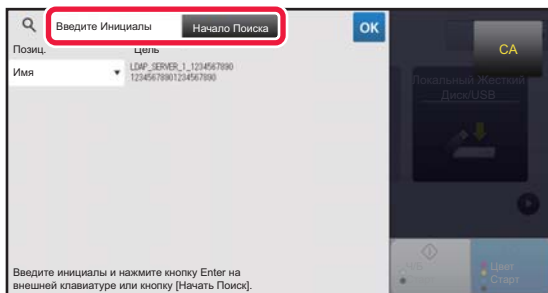 Введите Инициалы
Начало Поиска
OK
CA
Позиц.
Цель
Имя
LDAP_SERVER_1_1234567890
12345678901234567890
Локальный Жесткий
Диск/USB
Ч/Б
Цвет
Старт
Введите инициалы и нажмите кнопку Enter на
внешней клавиатуре или кнопку [Начать Поиск].